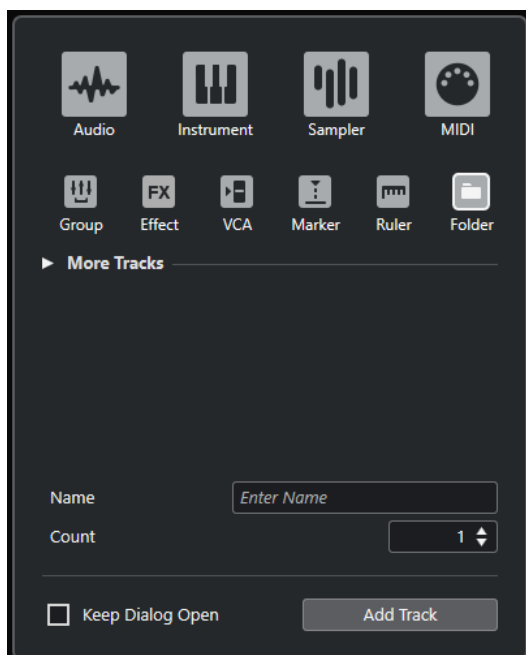 Audio Instrument Sampler MIDI
FX
Group Effect VCA Marker Ruler Folder
More Tracks
Name Enter Name
Count 1
Keep Dialog Open Add Track